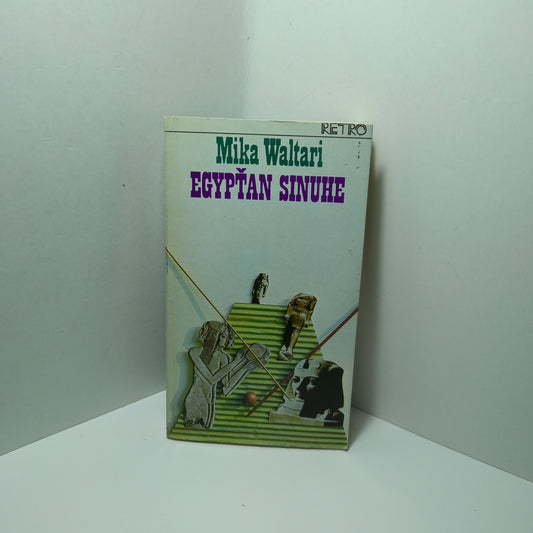 RETRO
Mika Waltari
EGYPŤAN SINUHE